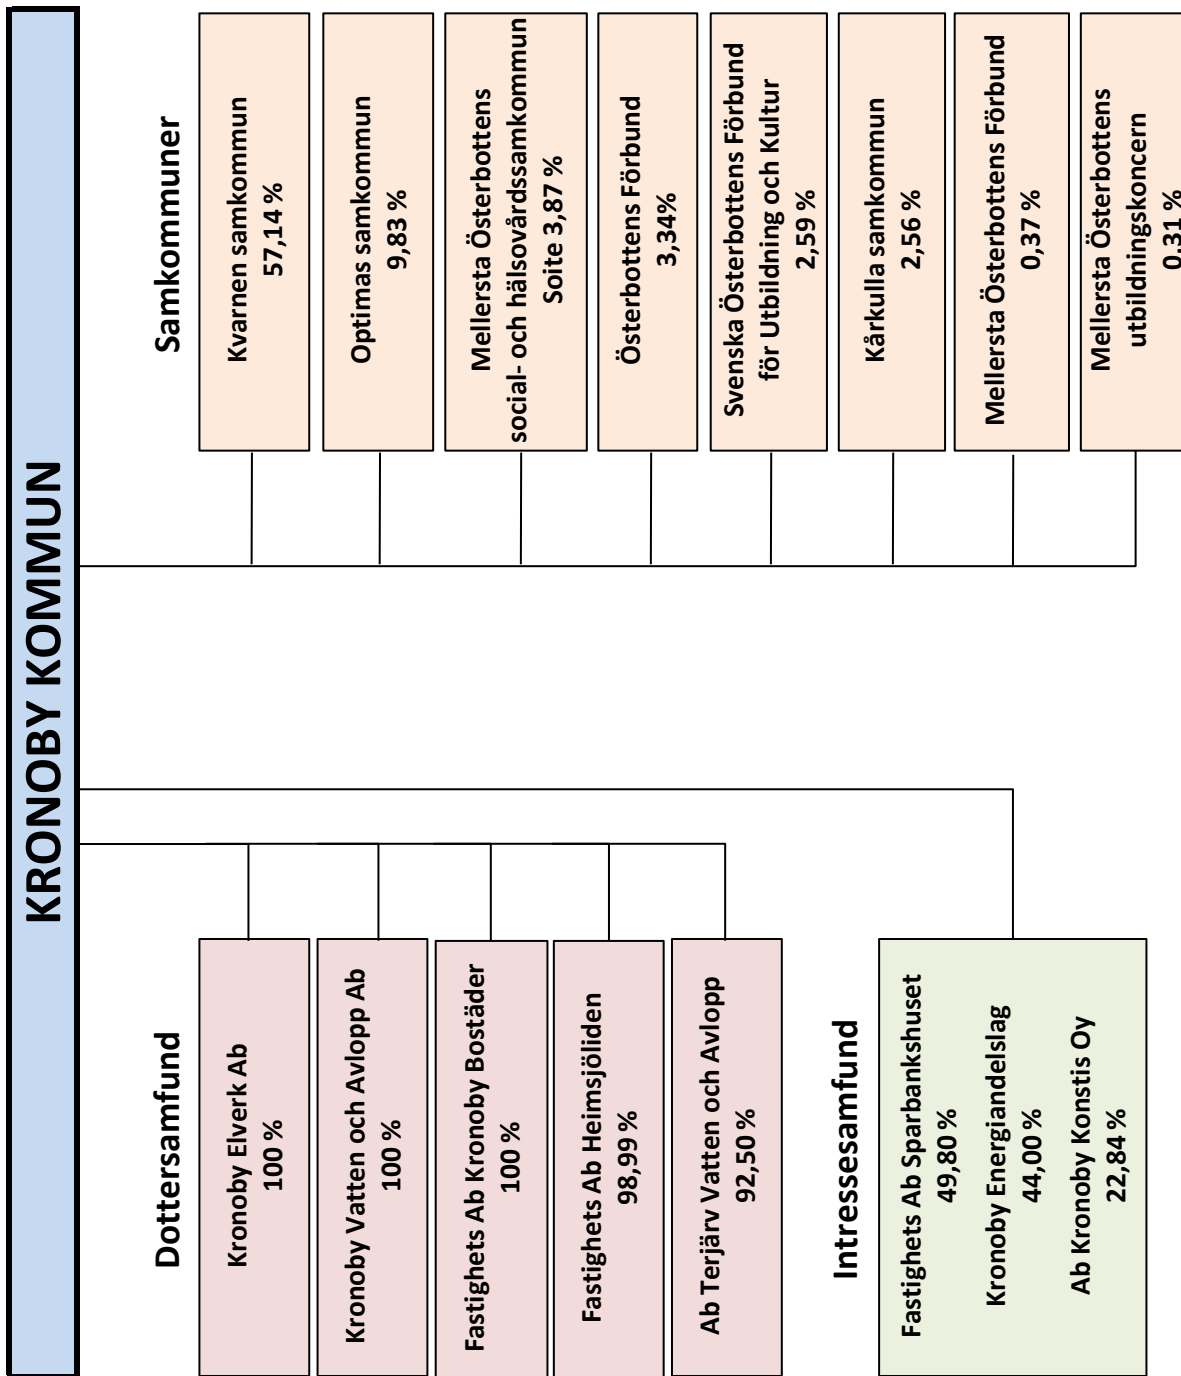 KRONOBY KOMMUN
Dottersamfund
Kronoby Elverk Ab
100 %
Kronoby Vatten och Avlopp Ab
100 %
Fastighets Ab Kronoby Bostäder
100 %
Fastighets Ab Heimsjöliden
98,99 %
Ab Terjärv Vatten och Avlopp
92,50 %
Intressesamfund
Fastighets Ab Sparbankshuset
49,80 %
Kronoby Energiandelslag
44,00 %
Ab Kronoby Konstis Oy
22,84 %
Samkommuner
Kvarnen samkommun
57,14 %
Optimas samkommun
9,83 %
Mellersta Österbottens
social- och hälsovårdssamkommun
Soite 3,87 %
Österbottens Förbund
3,34%
Svenska Österbottens Förbund
för Utbildning och Kultur
2,59 %
Kårkulla samkommun
2,56 %
Mellersta Österbottens Förbund
0,37 %
Mellersta Österbottens
utbildningskoncern
0,31 %